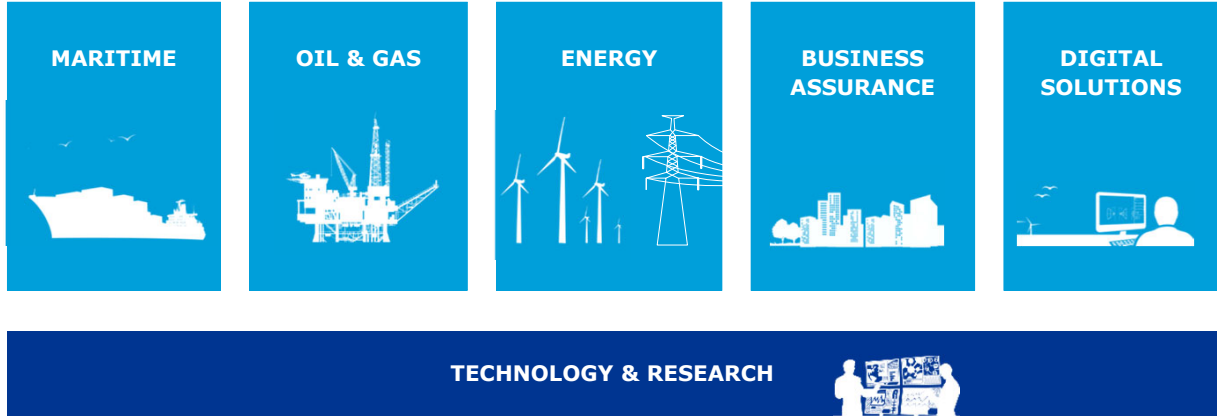 MARITIME
OIL & GAS
ENERGY
BUSINESS
ASSURANCE
DIGITAL
SOLUTIONS
TECHNOLOGY & RESEARCH